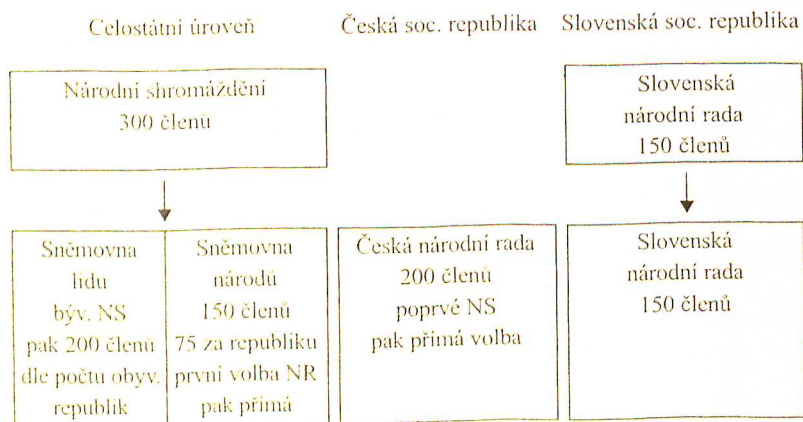 Celostátní úroveň
Česká soc. republika
Slovenská soc. republika
Národní shromáždění
300 členů
Slovenská
národní rada
150 členů
Sněmovna
lidu
býv. NS
pak 200 členů
dle počtu obyv.
republik
Sněmovna
národů
150 členů
75 za republiku
první volba NR
pak přímá
Česká národní rada
200 členů
poprvé NS
pak přímá volba
Slovenská
národní rada
150 členů